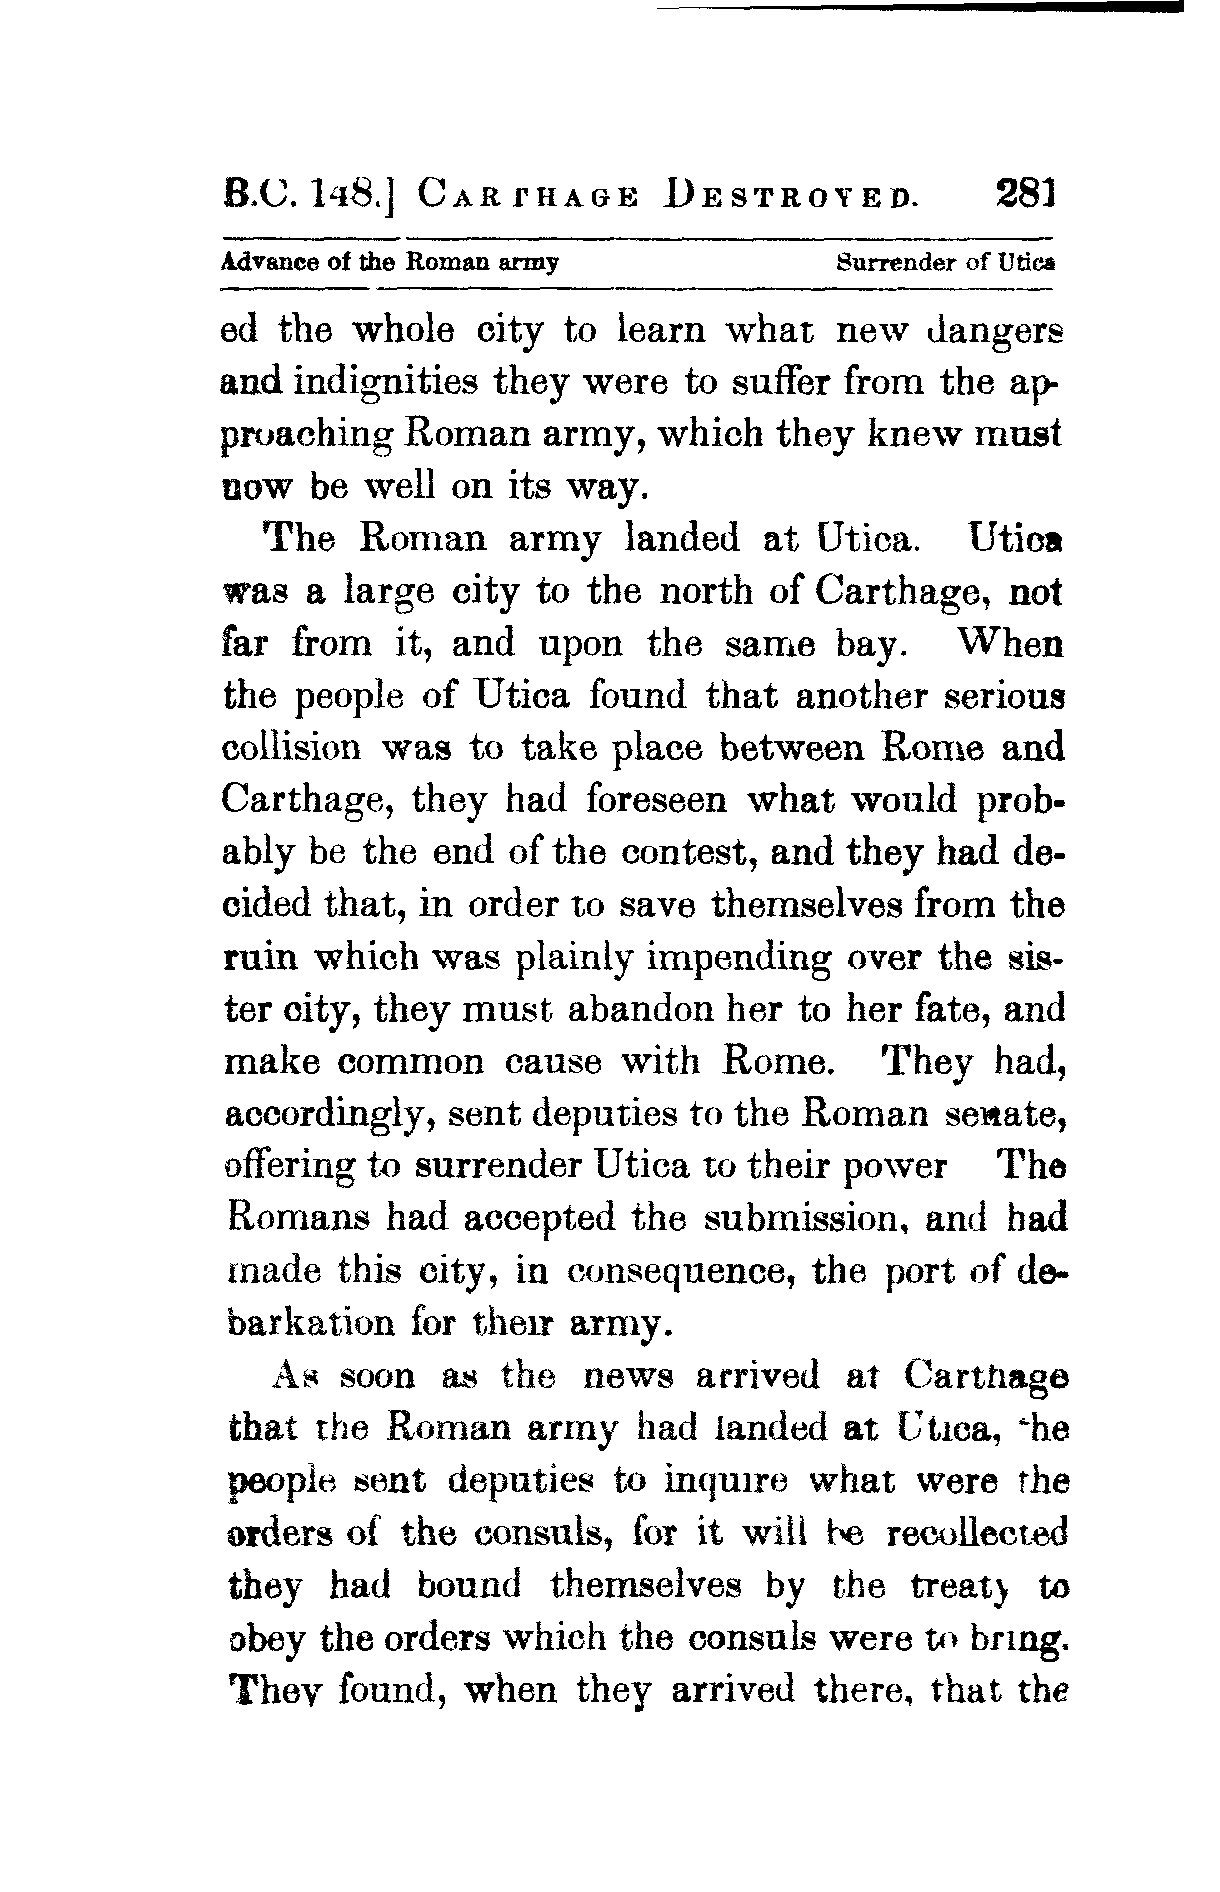 B.C. 148.] CARTHAGE DESTROYED. 281
Advance of the Roman army Surrender of Utica
ed the whole city to learn what new dangers
and indignities they were to suffer from the ap-
proaching Roman army, which they knew must
now be well on its way.
The Roman army landed at Utica. Utica
was a large city to the north of Carthage, not
far from it, and upon the same bay. When
the people of Utica found that another serious
collision was to take place between Rome and
Carthage, they had foreseen what would prob-
ably be the end of the contest, and they had de-
cided that, in order to save themselves from the
ruin which was plainly impending over the sis-
ter city, they must abandon her to her fate, and
make common cause with Rome. They had,
accordingly, sent deputies to the Roman senate,
offering to surrender Utica to their power The
Romans had accepted the submission, and had
made this city, in consequence, the port of de-
barkation for their army.
As soon as the news arrived at Carthage
that the Roman army had landed at Utica, the
people sent deputies to inquire what were the
orders of the consuls, for it will be recollected
they had bound themselves by the treaty to
obey the orders which the consuls were to bring.
They found, when they arrived there, that the